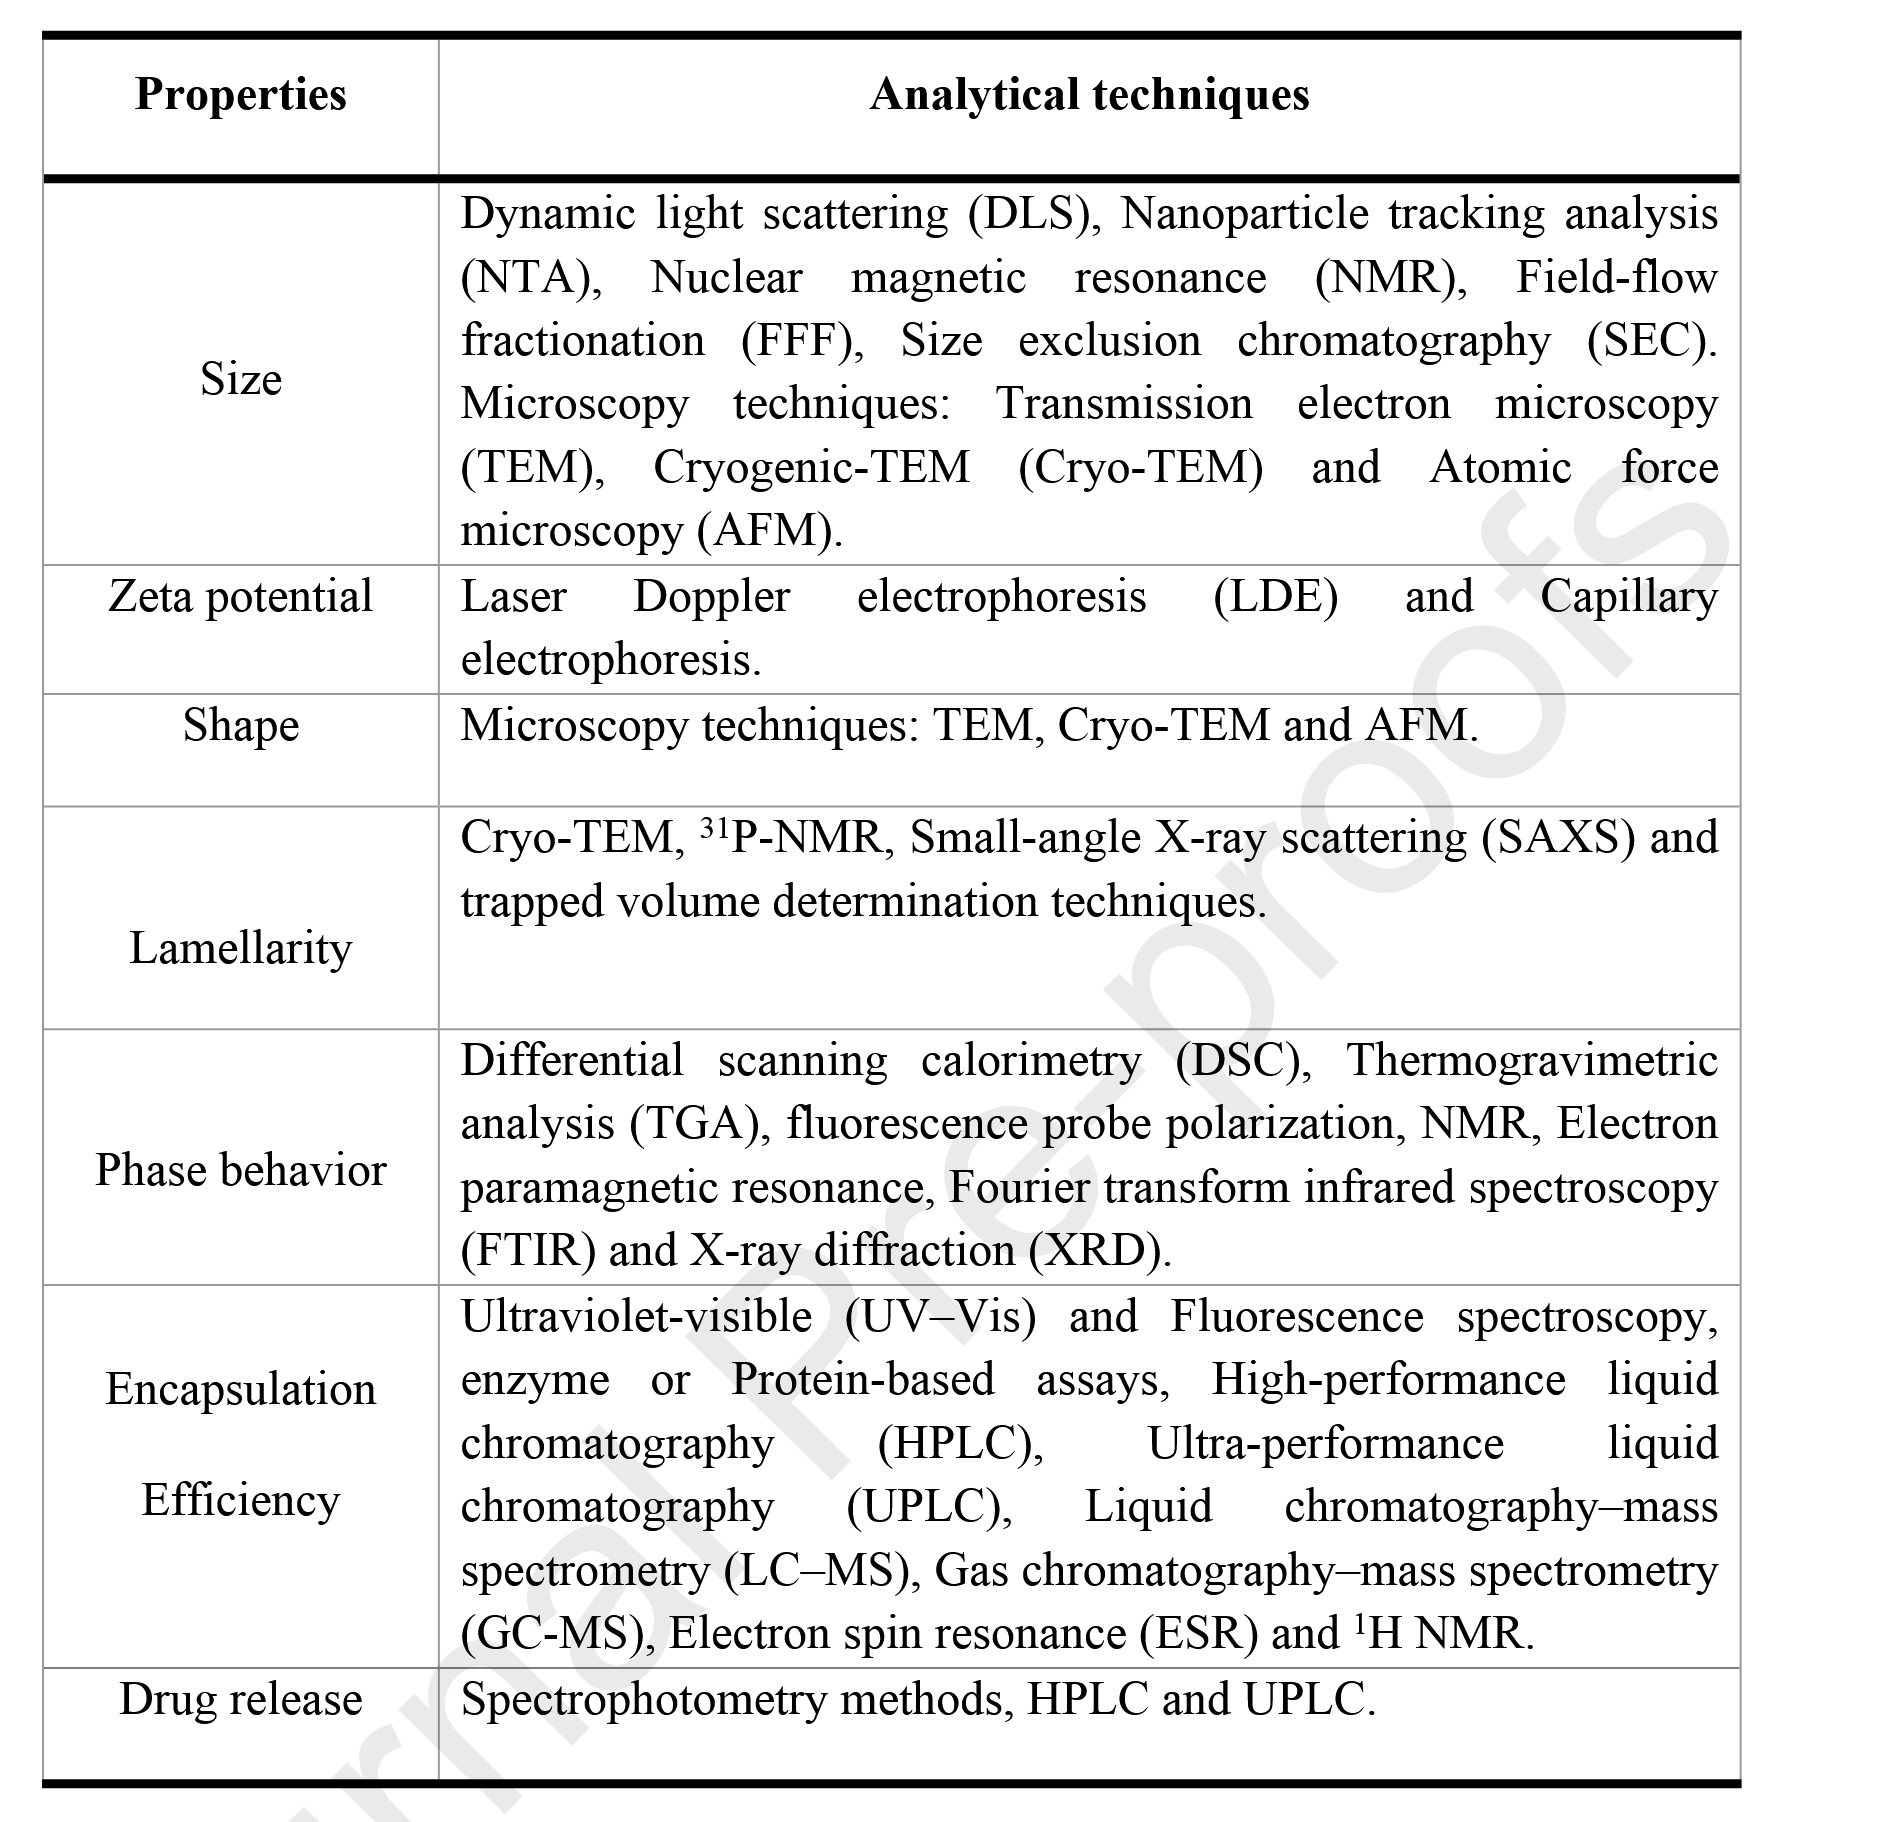 Properties
Analytical techniques
Size
Dynamic light scattering (DLS), Nanoparticle tracking analysis
(NTA), Nuclear magnetic resonance (NMR), Field-flow
fractionation (FFF), Size exclusion chromatography (SEC).
Microscopy techniques: Transmission electron microscopy
(TEM), Cryogenic-TEM (Cryo-TEM) and Atomic force
microscopy (AFM).
Zeta potential
Laser Doppler electrophoresis (LDE) and Capillary
electrophoresis.
Shape
Microscopy techniques: TEM, Cryo-TEM and AFM.
Lamellarity
Cryo-TEM, ³¹P-NMR, Small-angle X-ray scattering (SAXS) and
trapped volume determination techniques.
Phase behavior
Differential scanning calorimetry (DSC), Thermogravimetric
analysis (TGA), fluorescence probe polarization, NMR, Electron
paramagnetic resonance, Fourier transform infrared spectroscopy
(FTIR) and X-ray diffraction (XRD).
Encapsulation
Efficiency
Ultraviolet-visible (UV–Vis) and Fluorescence spectroscopy,
enzyme or Protein-based assays, High-performance liquid
chromatography (HPLC), Ultra-performance liquid
chromatography (UPLC), Liquid chromatography–mass
spectrometry (LC–MS), Gas chromatography–mass spectrometry
(GC-MS), Electron spin resonance (ESR) and ¹H NMR.
Drug release
Spectrophotometry methods, HPLC and UPLC.
urnal Pre-proofs